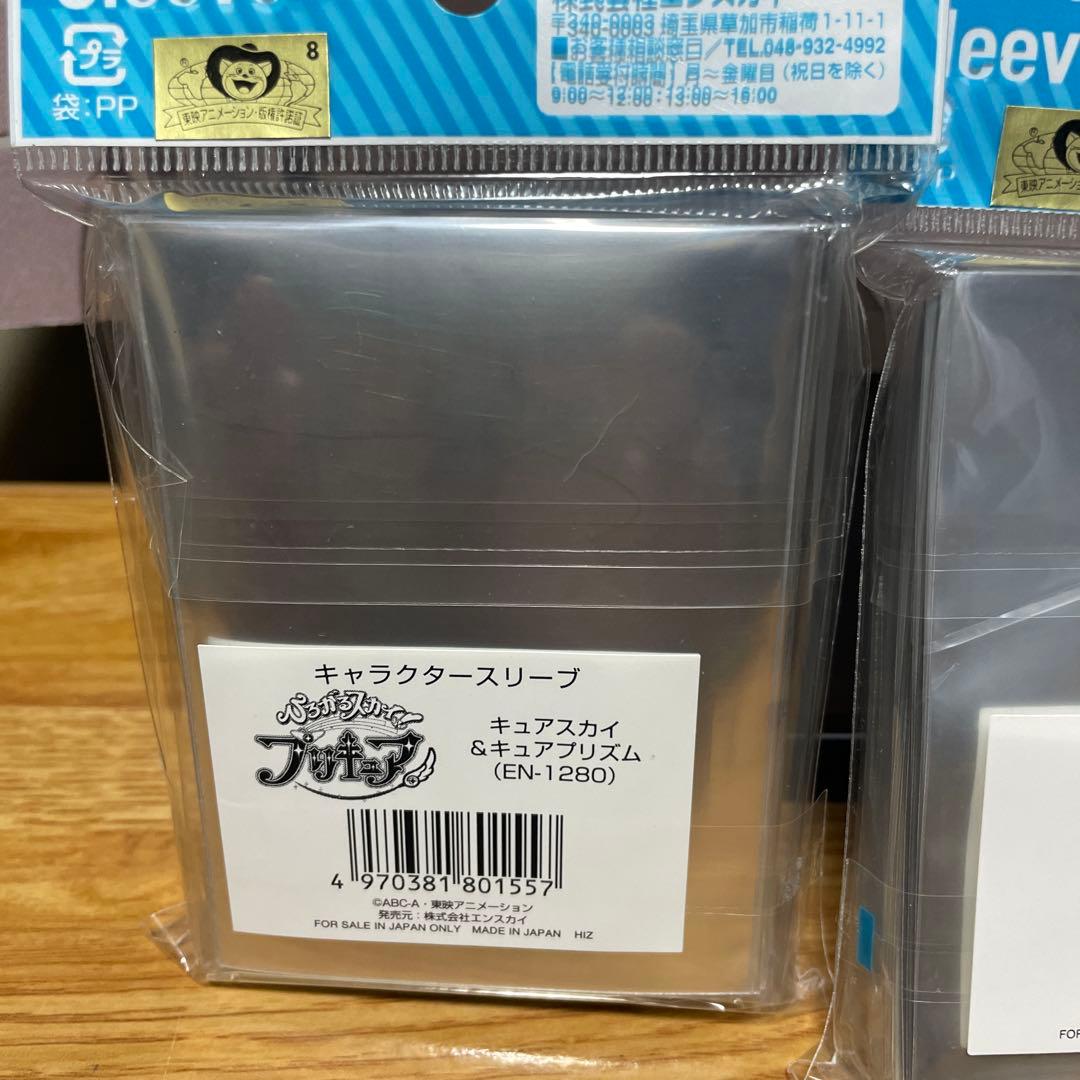 プラ
袋:PP
8
東映アニメーション・版権許諾証
株式会社エンスカイ
〒340-0003 埼玉県草加市稲荷1-11-1
■お客様相談窓口/TEL.048-932-4992
【電話受付時間】月~金曜日(祝日を除く)
9:00~12:00・13:00~16:00
キャラクタースリーブ
ひろがるスカイ!
プリキュア
キュアスカイ
&キュアプリズム
(EN-1280)
4 970381 801557
©ABC-A・東映アニメーション
発売元:株式会社エンスカイ
FOR SALE IN JAPAN ONLY MADE IN JAPAN HIZ